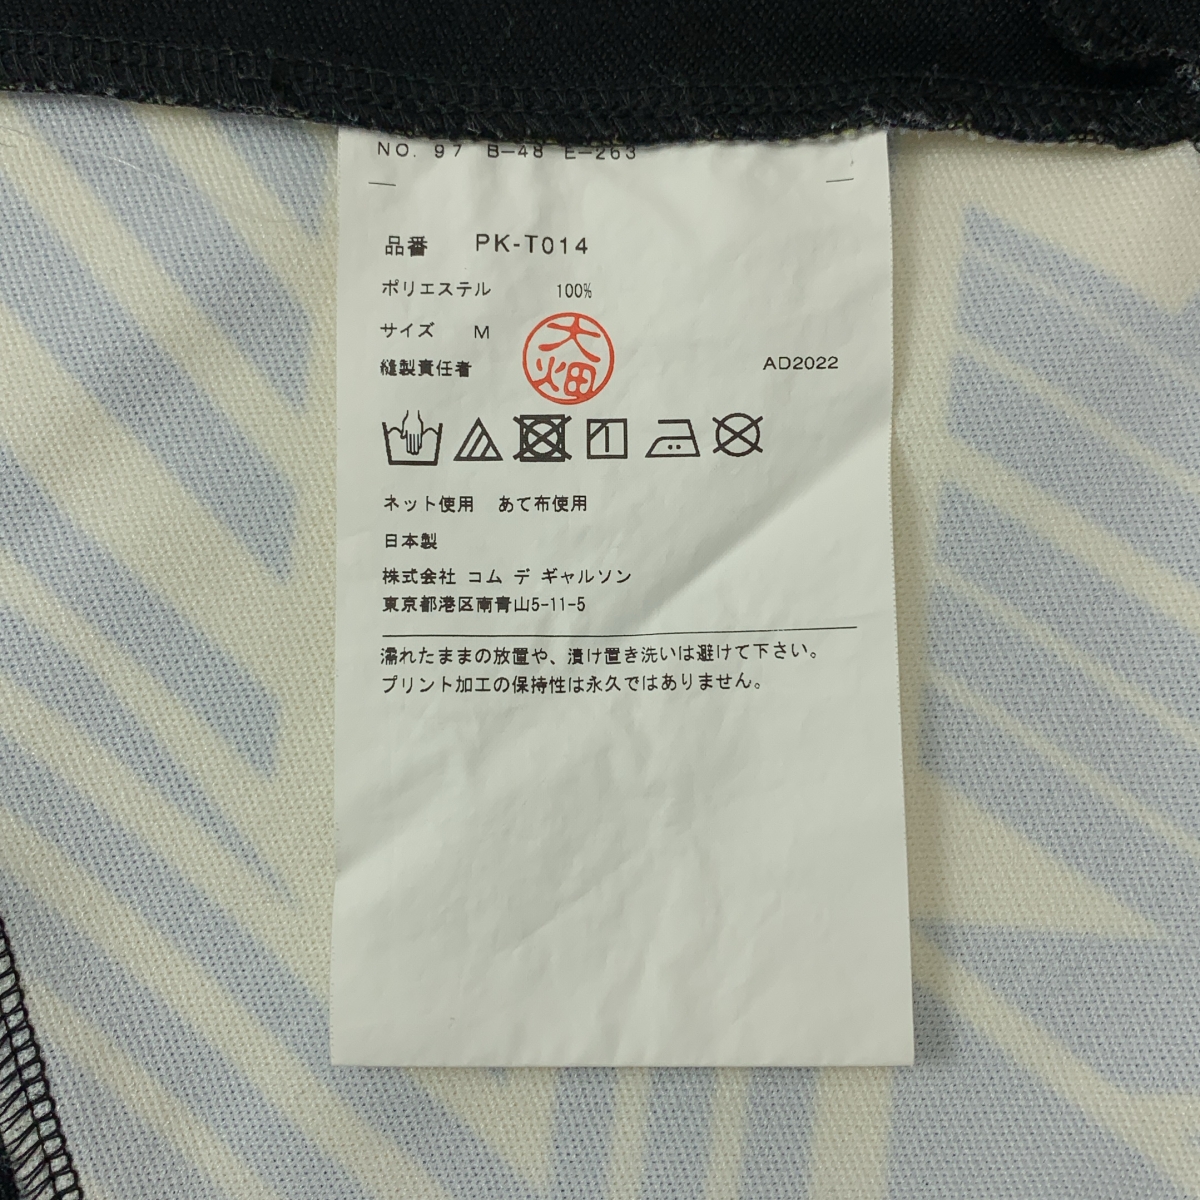 NO. 97 B-48 E-263
品番 PK-T014
ポリエステル 100%
サイズ M
縫製責任者 大畑 AD2022
ネット使用 あて布使用
日本製
株式会社 コム デ ギャルソン
東京都港区南青山5-11-5
濡れたままの放置や、漬け置き洗いは避けて下さい。
プリント加工の保持性は永久ではありません。